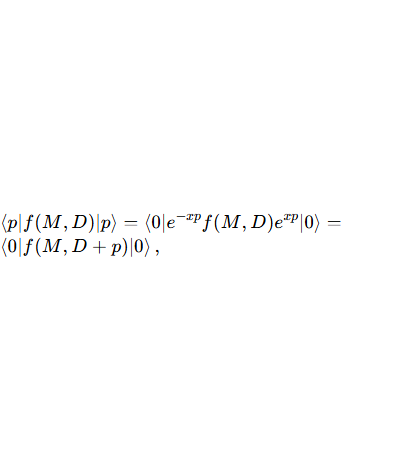 ⟨p|f(M, D)|p⟩ = ⟨0|e^{−xp} f(M, D)e^{xp}|0⟩ =
⟨0|f(M, D + p)|0⟩ ,